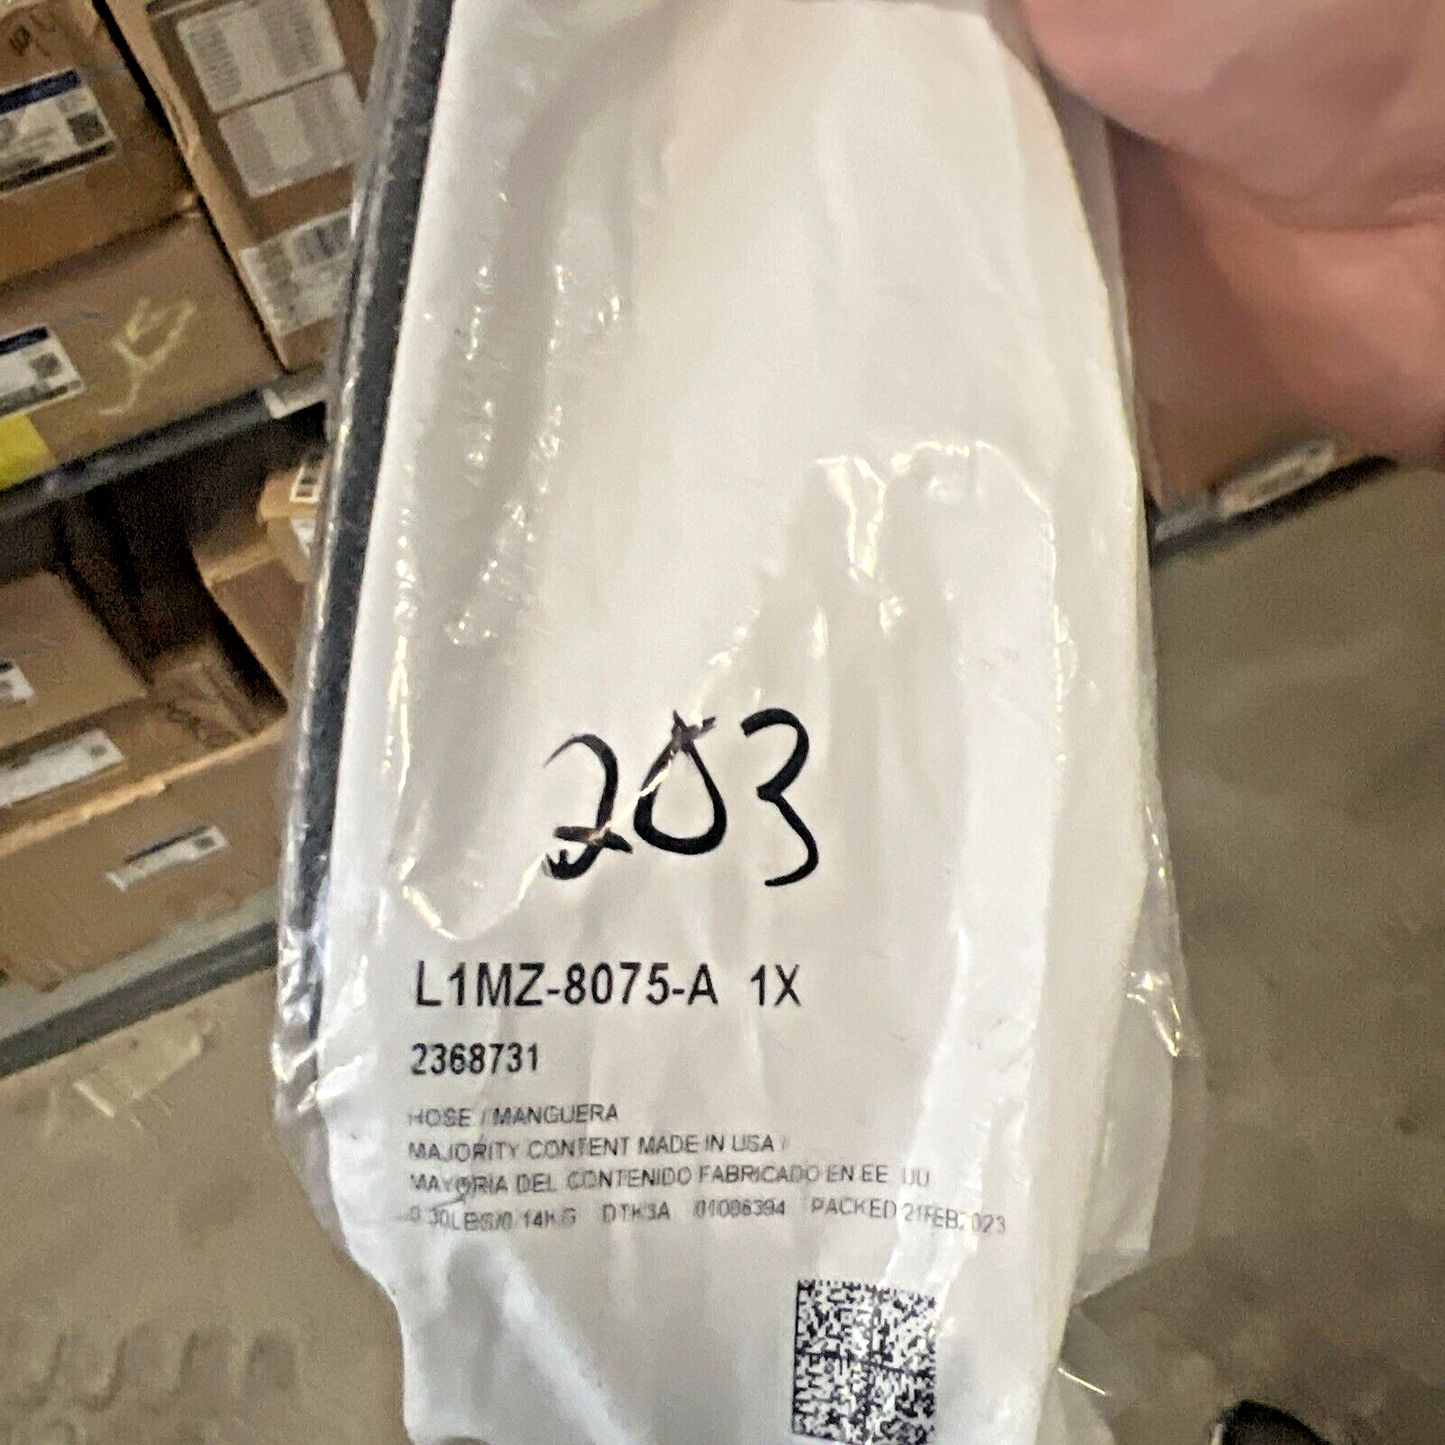 203
L1MZ-8075-A 1X
2368731
HOSE / MANGUERA
MAJORITY CONTENT MADE IN USA /
MAYORIA DEL CONTENIDO FABRICADO EN EE. UU
0.30LBS/0.14KG DTK3A 01006394 PACKED 21FEB2023